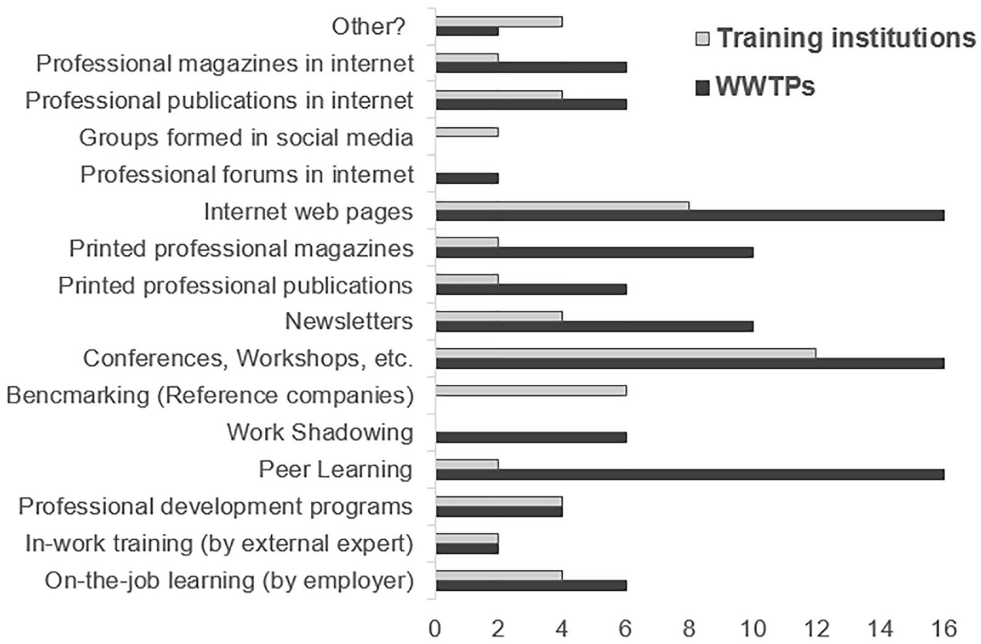 Other?
Training institutions
Professional magazines in internet
WWTPs
Professional publications in internet
Groups formed in social media
Professional forums in internet
Internet web pages
Printed professional magazines
Printed professional publications
Newsletters
Conferences, Workshops, etc.
Bencmarking (Reference companies)
Work Shadowing
Peer Learning
Professional development programs
In-work training (by external expert)
On-the-job learning (by employer)
0 2 4 6 8 10 12 14 16